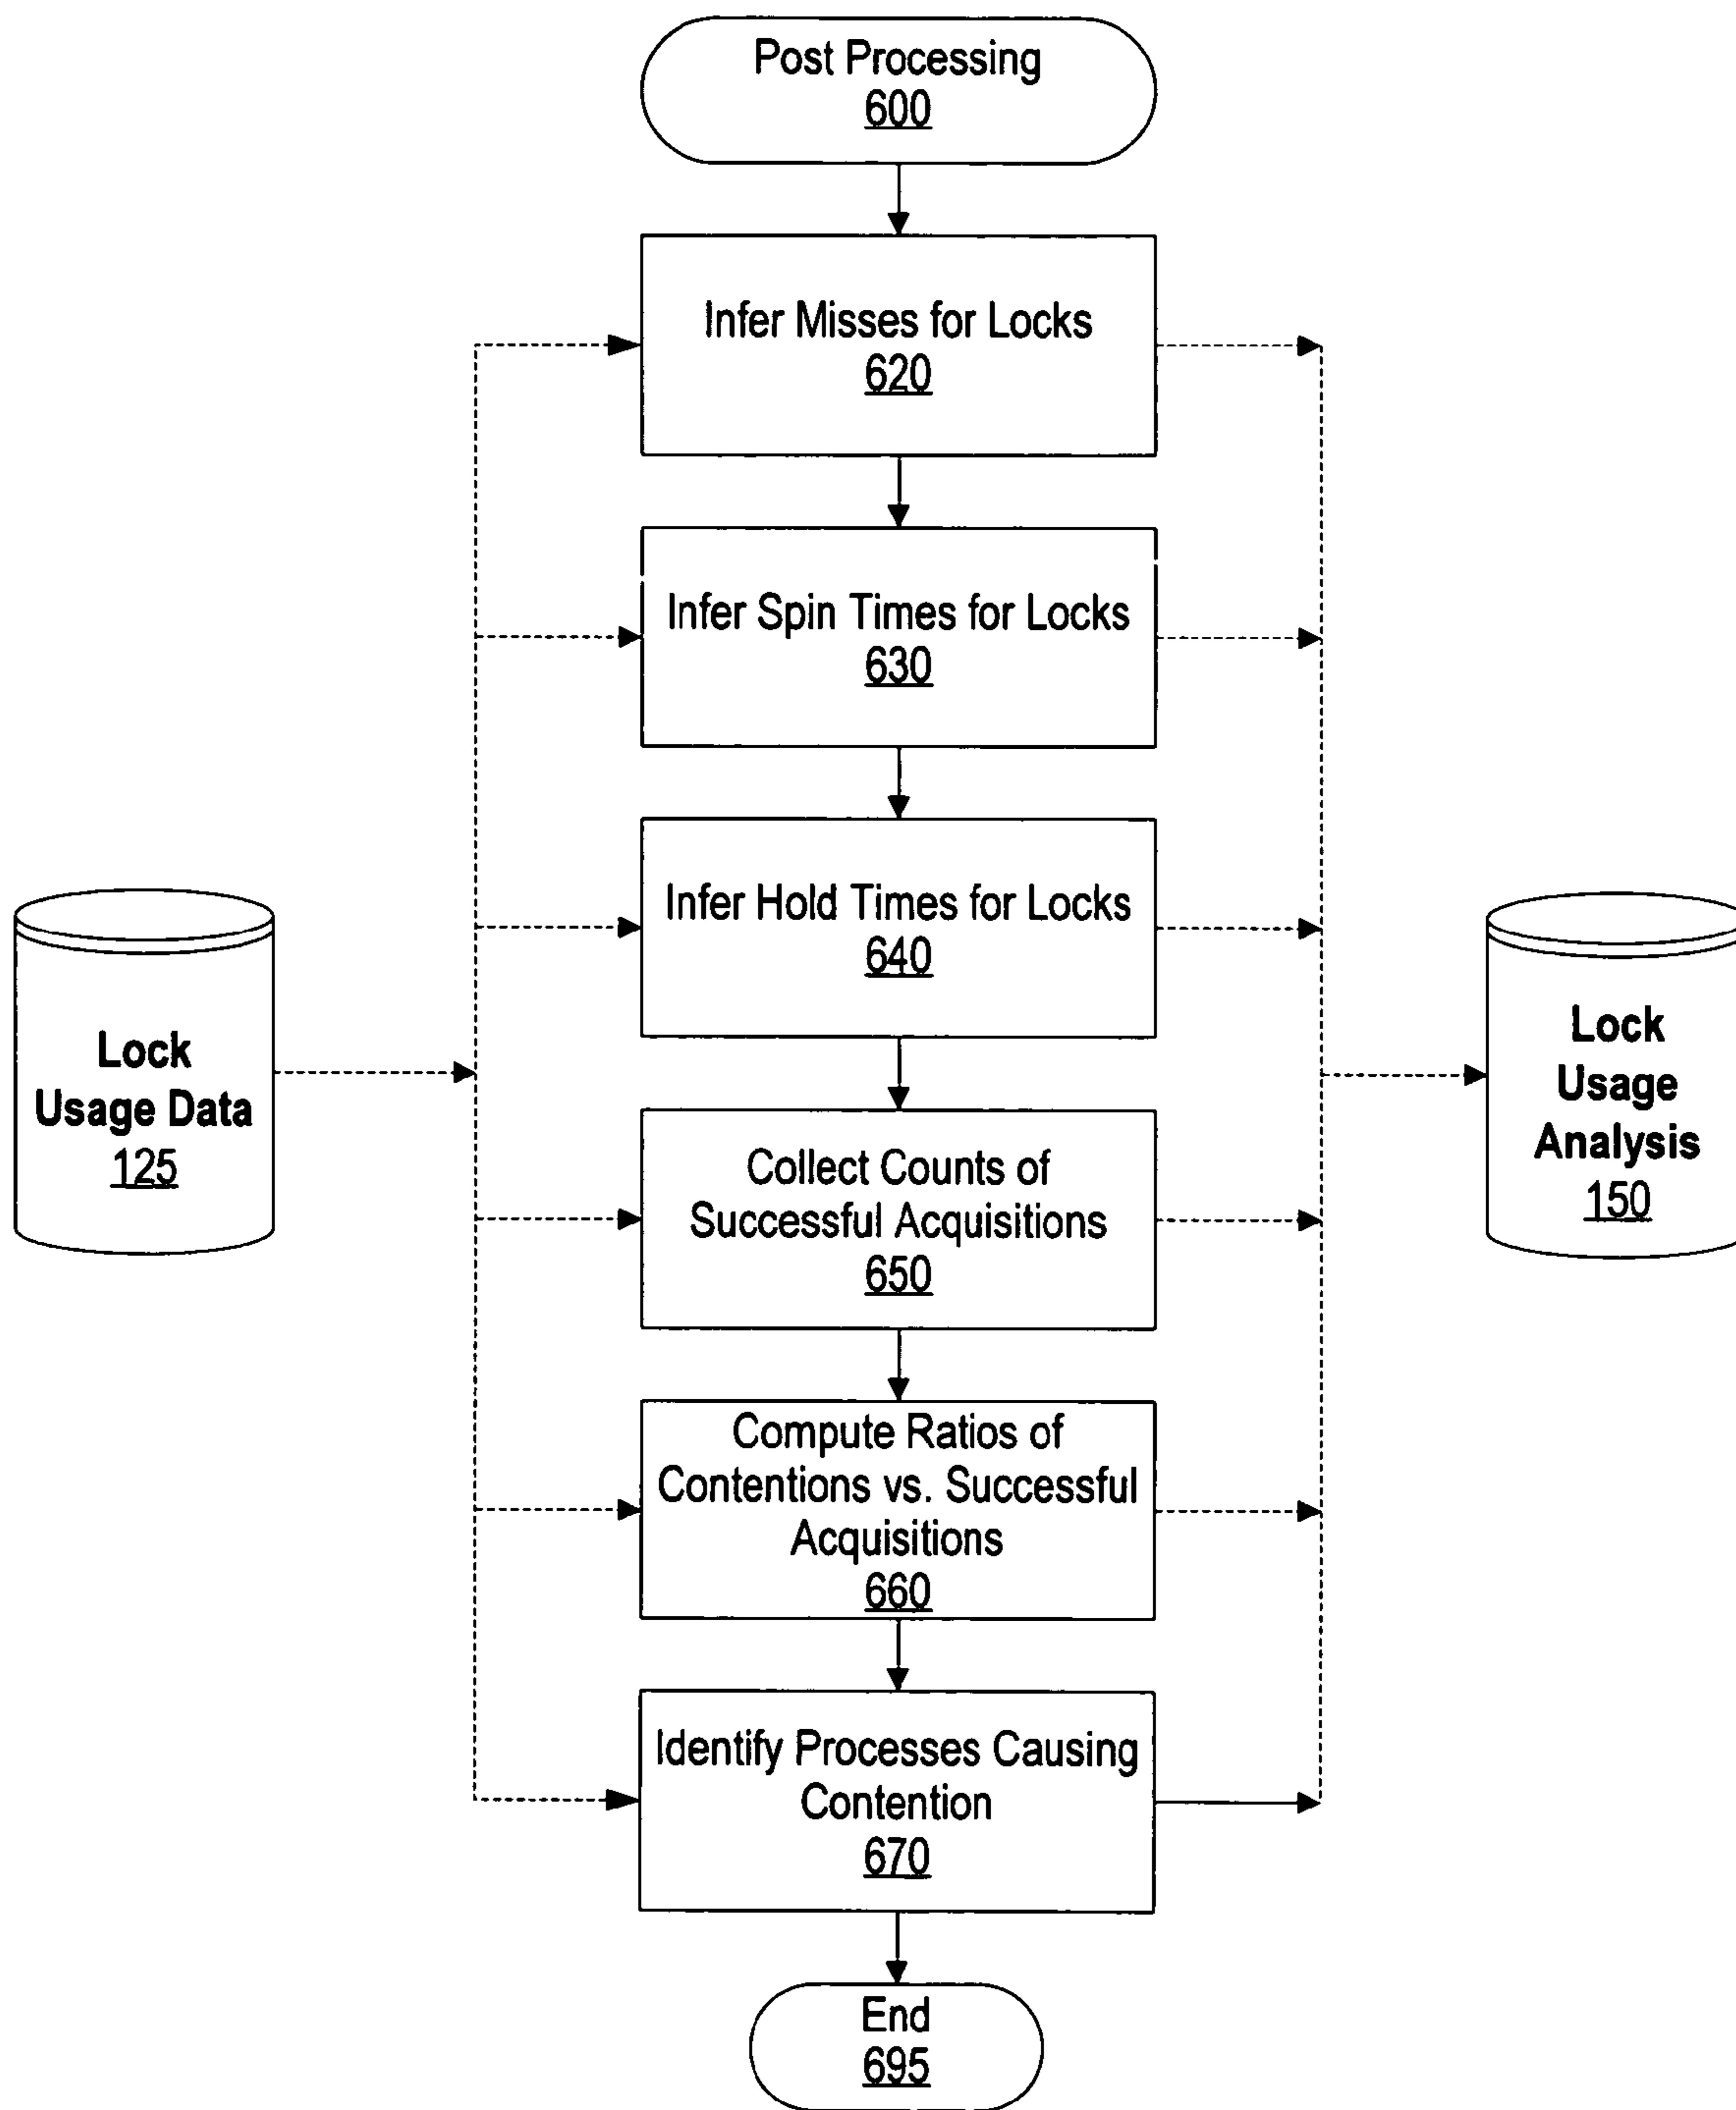 Post Processing
600
Infer Misses for Locks
620
Infer Spin Times for Locks
630
Infer Hold Times for Locks
640
Lock
Usage Data
125
Lock
Usage
Analysis
150
Collect Counts of
Successful Acquisitions
650
Compute Ratios of
Contentions vs. Successful
Acquisitions
660
Identify Processes Causing
Contention
670
End
695